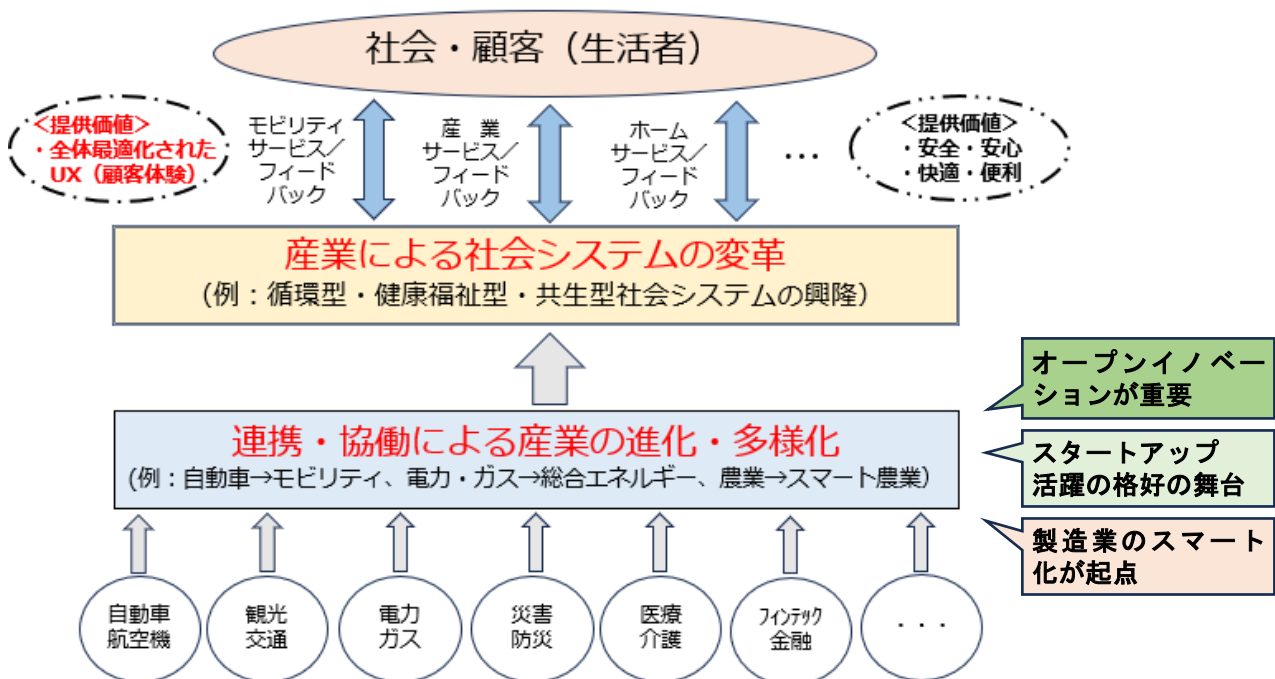 社会・顧客（生活者）
<提供価値>
・全体最適化された
UX（顧客体験）
モビリティ
サービス／
フィード
バック
産　業
サービス／
フィード
バック
ホーム
サービス／
フィード
バック
…
<提供価値>
・安全・安心
・快適・便利
産業による社会システムの変革
（例：循環型・健康福祉型・共生型社会システムの興隆）
オープンイノベー
ションが重要
連携・協働による産業の進化・多様化
（例：自動車→モビリティ、電力・ガス→総合エネルギー、農業→スマート農業）
スタートアップ
活躍の格好の舞台
製造業のスマート
化が起点
自動車
航空機
観光
交通
電力
ガス
災害
防災
医療
介護
フィンテック
金融
・・・